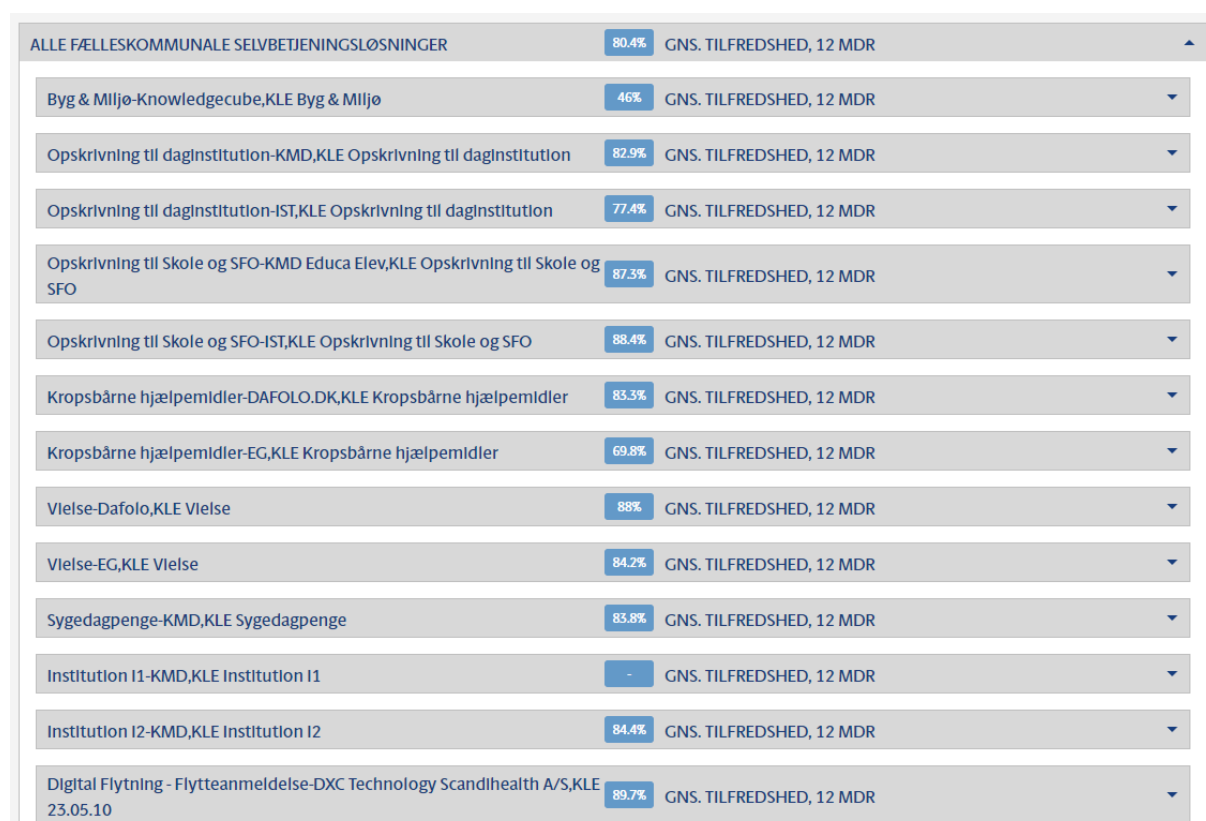 ALLE FÆLLESKOMMUNALE SELVBETJENINGSLØSNINGER 80.4% GNS. TILFREDSHED, 12 MDR
Byg & Miljø-Knowledgecube,KLE Byg & Miljø 46% GNS. TILFREDSHED, 12 MDR
Opskrivning til daginstitution-KMD,KLE Opskrivning til daginstitution 82.9% GNS. TILFREDSHED, 12 MDR
Opskrivning til daginstitution-IST,KLE Opskrivning til daginstitution 77.4% GNS. TILFREDSHED, 12 MDR
Opskrivning til Skole og SFO-KMD Educa Elev,KLE Opskrivning til Skole og
SFO 87.3% GNS. TILFREDSHED, 12 MDR
Opskrivning til Skole og SFO-IST,KLE Opskrivning til Skole og SFO 88.4% GNS. TILFREDSHED, 12 MDR
Kropsbårne hjælpemidler-DAFOLO.DK,KLE Kropsbårne hjælpemidler 83.3% GNS. TILFREDSHED, 12 MDR
Kropsbårne hjælpemidler-EG,KLE Kropsbårne hjælpemidler 69.8% GNS. TILFREDSHED, 12 MDR
Vielse-Dafolo,KLE Vielse 88% GNS. TILFREDSHED, 12 MDR
Vielse-EG,KLE Vielse 84.2% GNS. TILFREDSHED, 12 MDR
Sygedagpenge-KMD,KLE Sygedagpenge 83.8% GNS. TILFREDSHED, 12 MDR
Institution I1-KMD,KLE Institution I1 - GNS. TILFREDSHED, 12 MDR
Institution I2-KMD,KLE Institution I2 84.4% GNS. TILFREDSHED, 12 MDR
Digital Flytning - Flytteanmeldelse-DXC Technology Scandihealth A/S,KLE
23.05.10 89.7% GNS. TILFREDSHED, 12 MDR